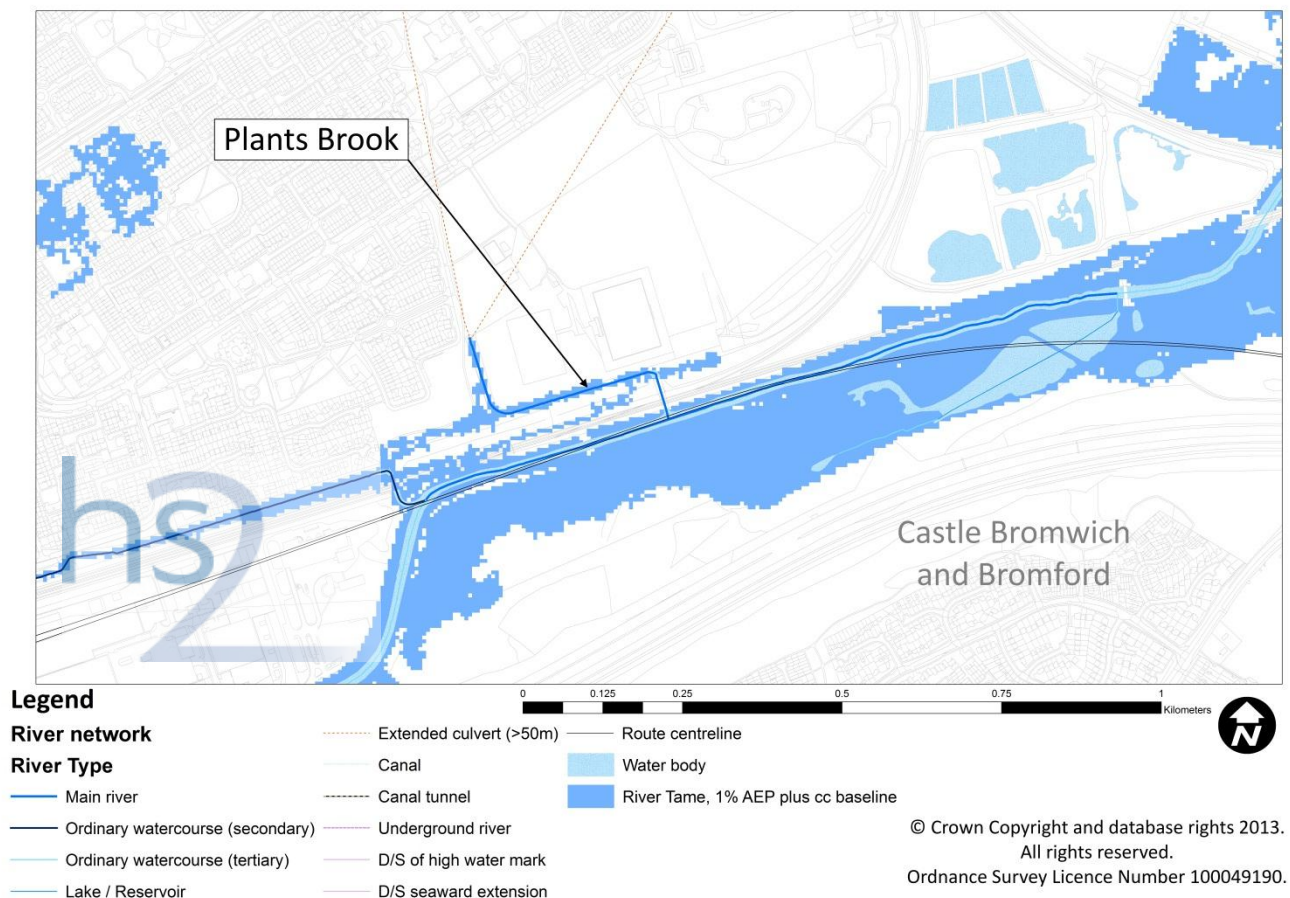 Plants Brook
hs2
Castle Bromwich
and Bromford
Legend
River network
River Type
Main river
Ordinary watercourse (secondary)
Ordinary watercourse (tertiary)
Lake / Reservoir
Extended culvert (>50m)
Canal
Canal tunnel
Underground river
D/S of high water mark
D/S seaward extension
Route centreline
Water body
River Tame, 1% AEP plus cc baseline
0 0.125 0.25 0.5 0.75 1
Kilometers
N
© Crown Copyright and database rights 2013.
All rights reserved.
Ordnance Survey Licence Number 100049190.